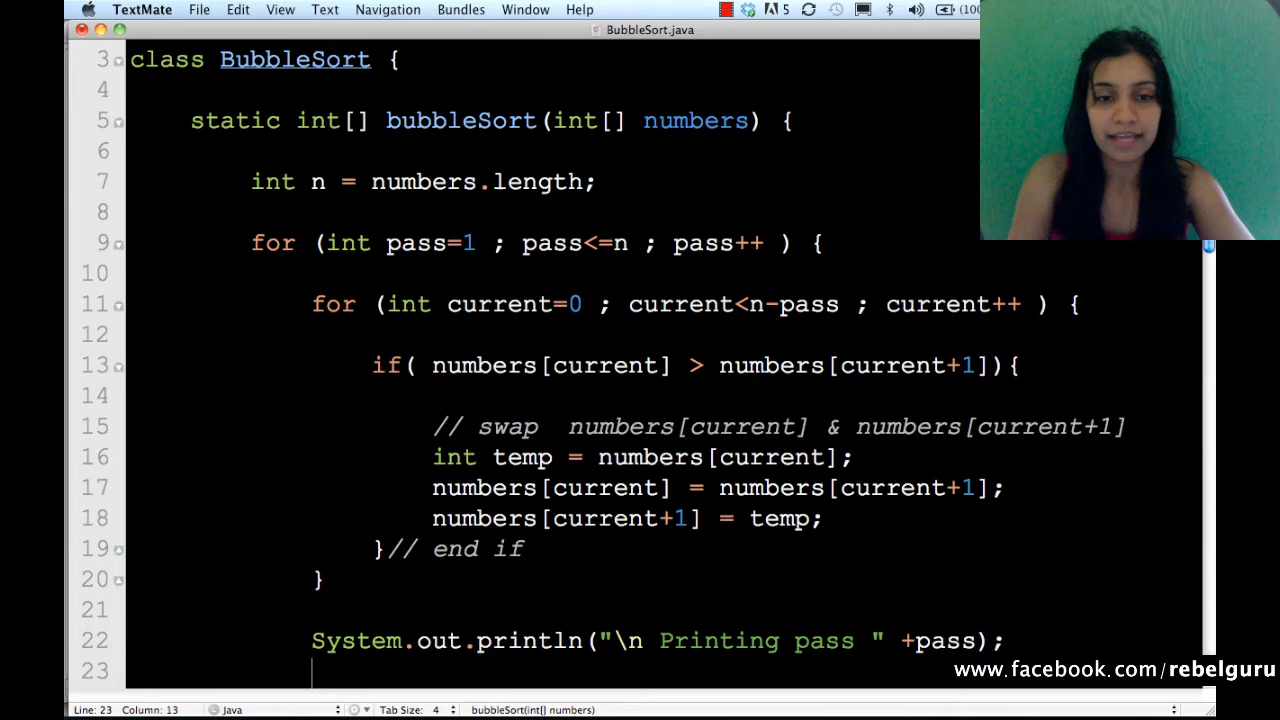 TextMate File Edit View Text Navigation Bundles Window Help 5 (100
BubbleSort.java
3 class BubbleSort {
4
5 static int[] bubbleSort(int[] numbers) {
6
7 int n = numbers.length;
8
9 for (int pass=1 ; pass<=n ; pass++ ) {
10
11 for (int current=0 ; current<n-pass ; current++ ) {
12
13 if( numbers[current] > numbers[current+1]){
14
15 // swap  numbers[current] & numbers[current+1]
16 int temp = numbers[current];
17 numbers[current] = numbers[current+1];
18 numbers[current+1] = temp;
19 }// end if
20 }
21
22 System.out.println("\n Printing pass " +pass);
23
www.facebook.com/rebelguru
Line: 23 Column: 13 Java Tab Size: 4 bubbleSort(int[] numbers)